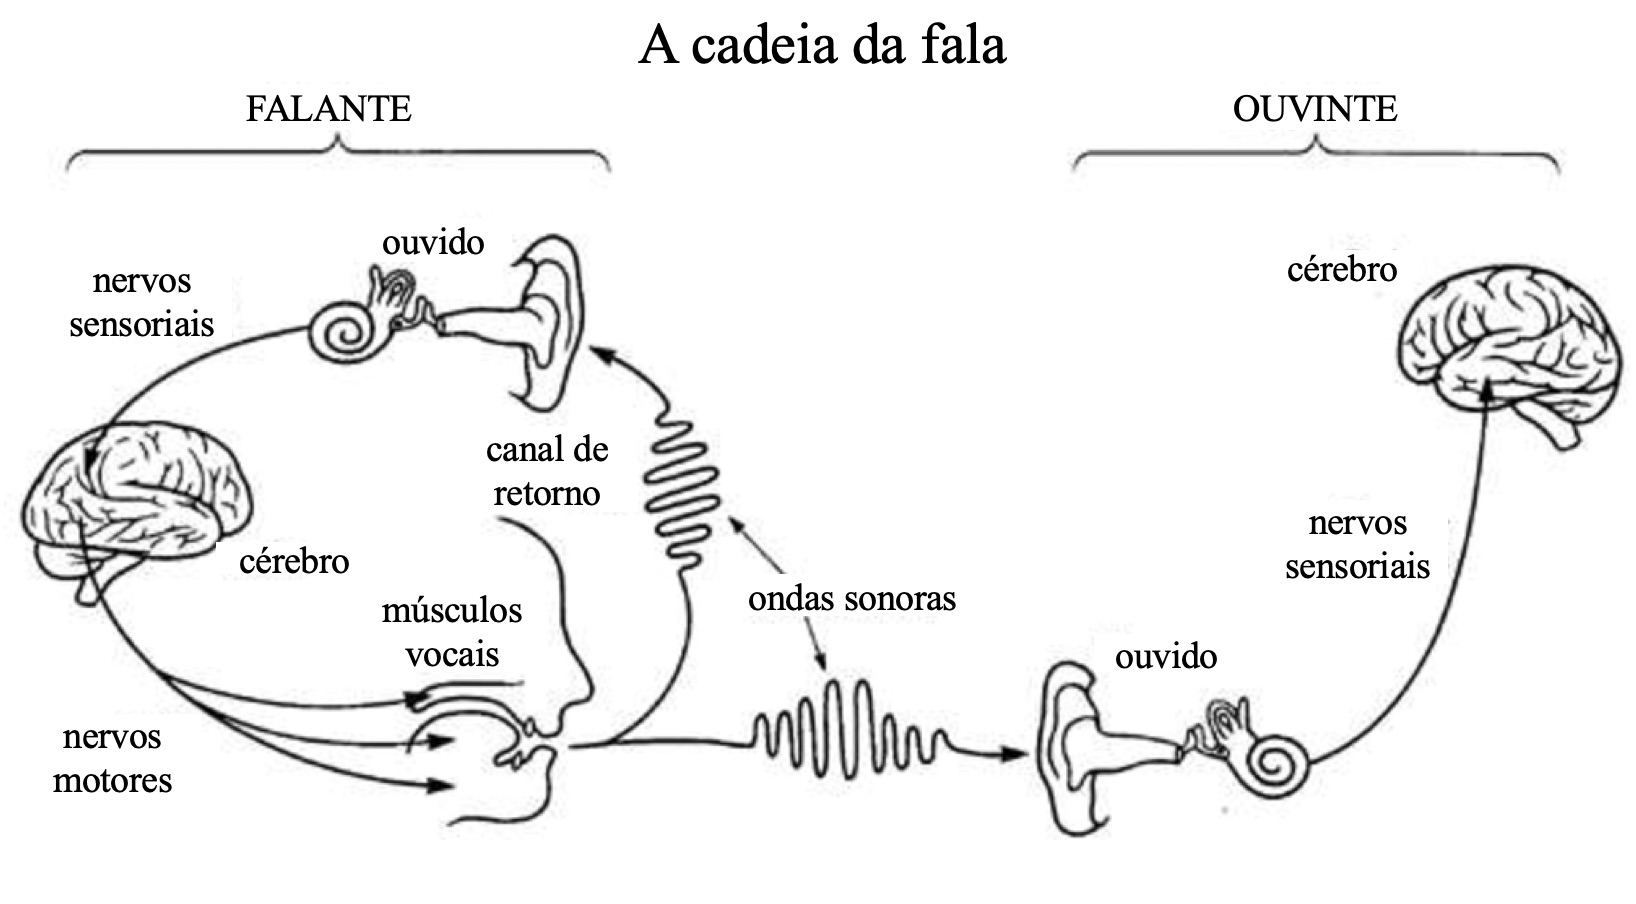 A cadeia da fala
FALANTE
OUVINTE
ouvido
nervos
sensoriais
cérebro
canal de
retorno
cérebro
músculos
vocais
ondas sonoras
nervos
sensoriais
ouvido
nervos
motores